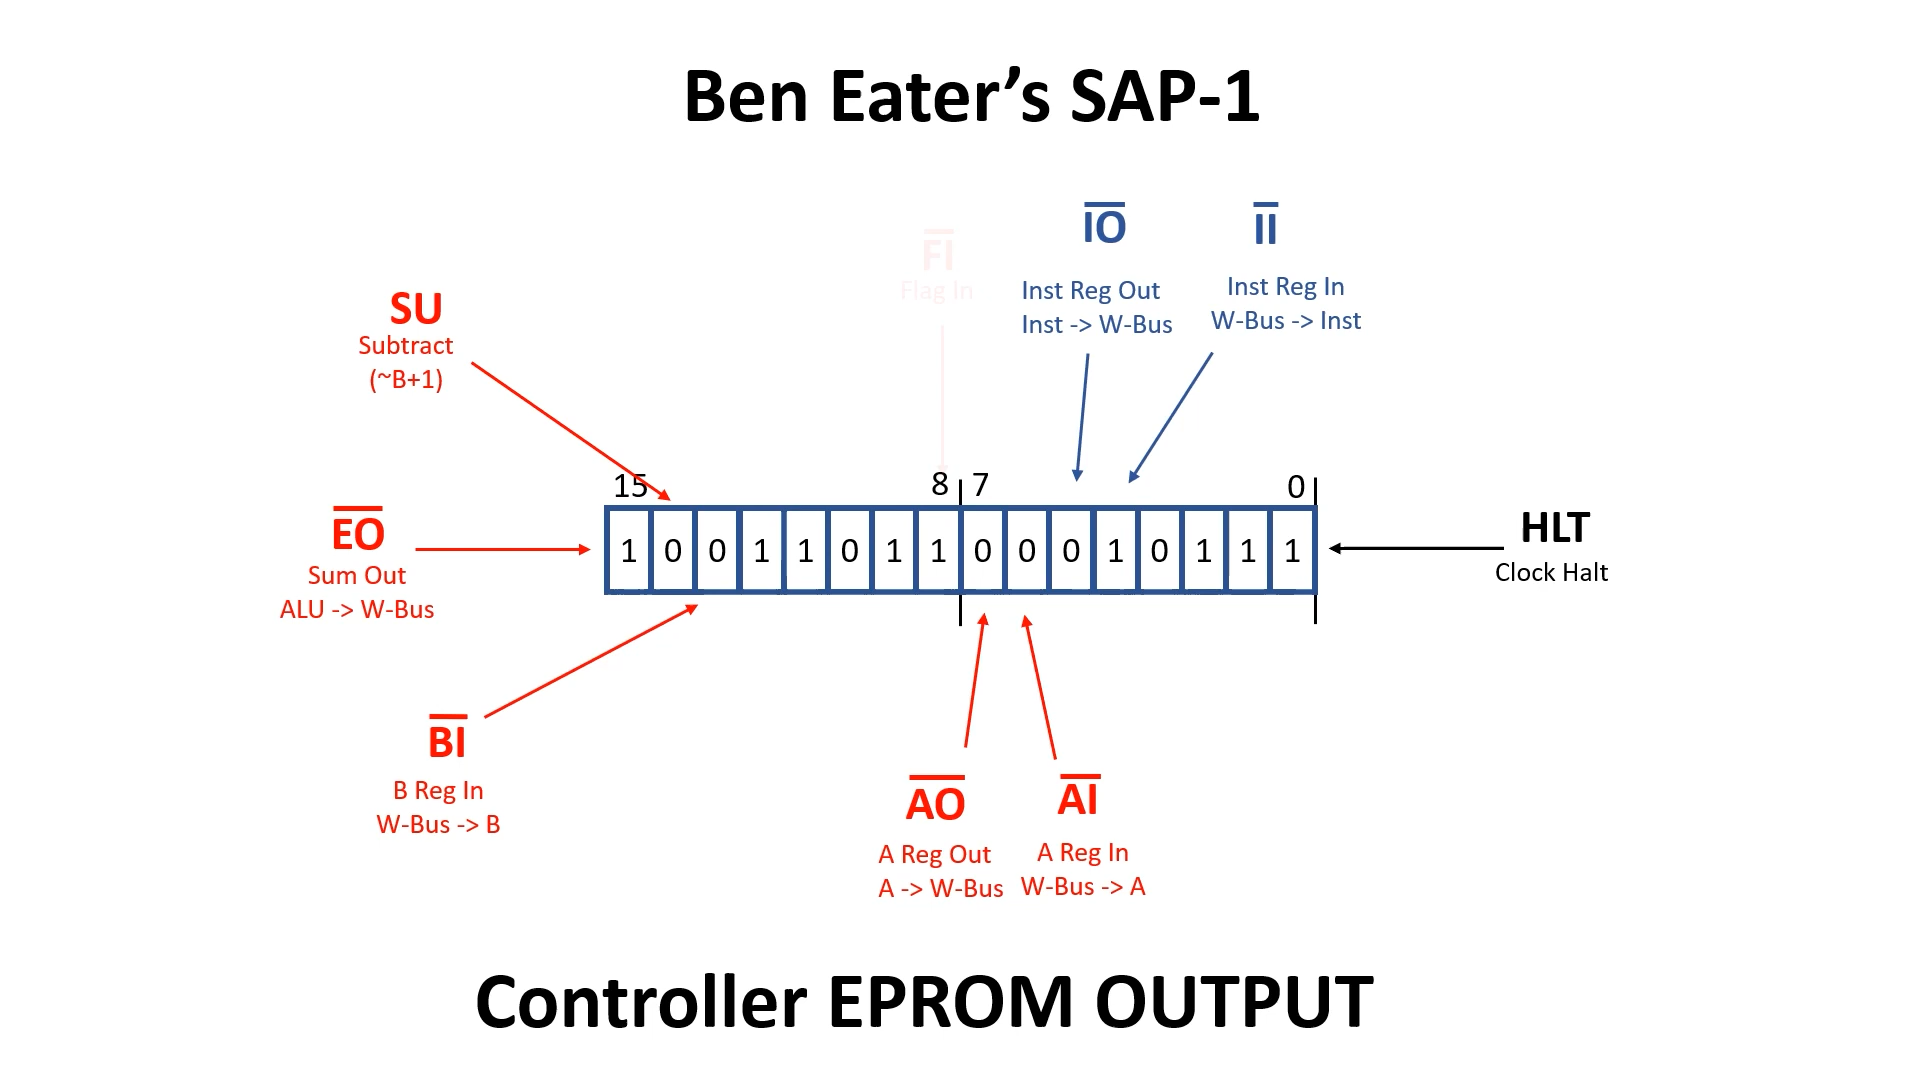 Ben Eater’s SAP-1
FI
Flag In
IO
Inst Reg Out
Inst -> W-Bus
II
Inst Reg In
W-Bus -> Inst
SU
Subtract
(~B+1)
15 8 7 0
EO
Sum Out
ALU -> W-Bus
1 0 0 1 1 0 1 1 0 0 0 1 0 1 1 1
HLT
Clock Halt
BI
B Reg In
W-Bus -> B
AO
A Reg Out
A -> W-Bus
AI
A Reg In
W-Bus -> A
Controller EPROM OUTPUT